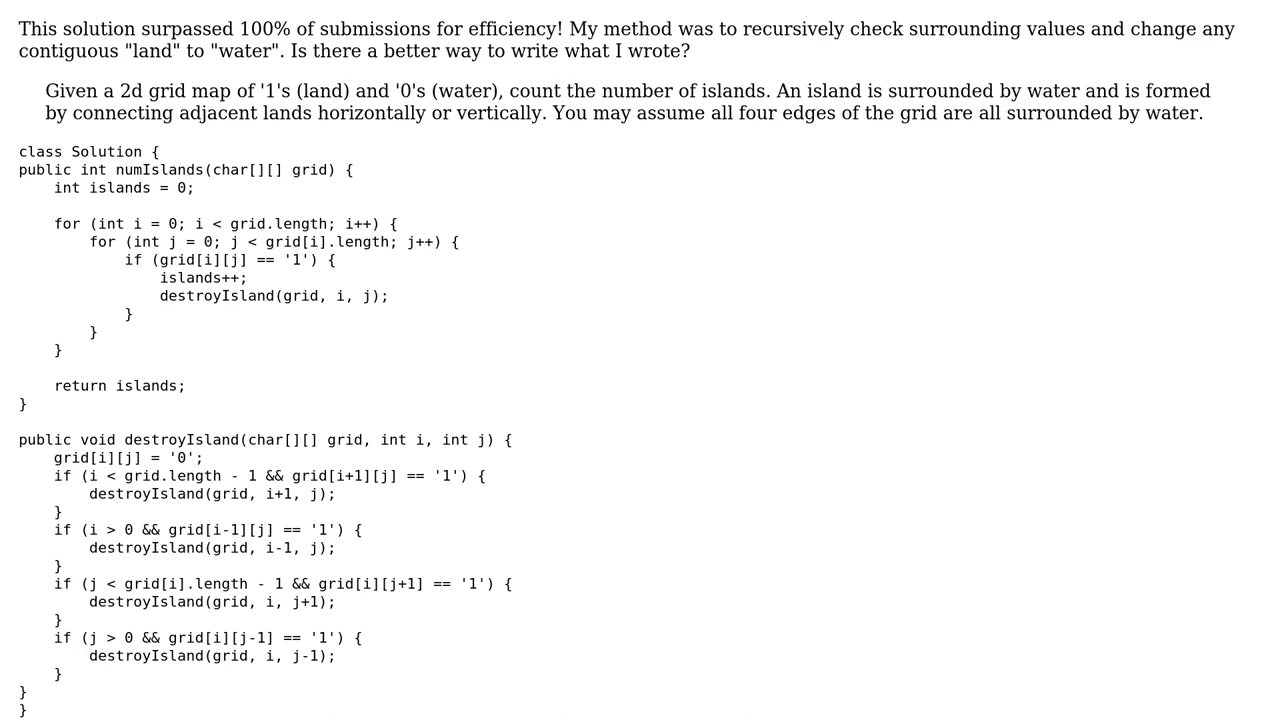 This solution surpassed 100% of submissions for efficiency! My method was to recursively check surrounding values and change any
contiguous "land" to "water". Is there a better way to write what I wrote?
Given a 2d grid map of '1's (land) and '0's (water), count the number of islands. An island is surrounded by water and is formed
by connecting adjacent lands horizontally or vertically. You may assume all four edges of the grid are all surrounded by water.
class Solution {
public int numIslands(char[][] grid) {
    int islands = 0;

    for (int i = 0; i < grid.length; i++) {
        for (int j = 0; j < grid[i].length; j++) {
            if (grid[i][j] == '1') {
                islands++;
                destroyIsland(grid, i, j);
            }
        }
    }

    return islands;
}

public void destroyIsland(char[][] grid, int i, int j) {
    grid[i][j] = '0';
    if (i < grid.length - 1 && grid[i+1][j] == '1') {
        destroyIsland(grid, i+1, j);
    }
    if (i > 0 && grid[i-1][j] == '1') {
        destroyIsland(grid, i-1, j);
    }
    if (j < grid[i].length - 1 && grid[i][j+1] == '1') {
        destroyIsland(grid, i, j+1);
    }
    if (j > 0 && grid[i][j-1] == '1') {
        destroyIsland(grid, i, j-1);
    }
}
}